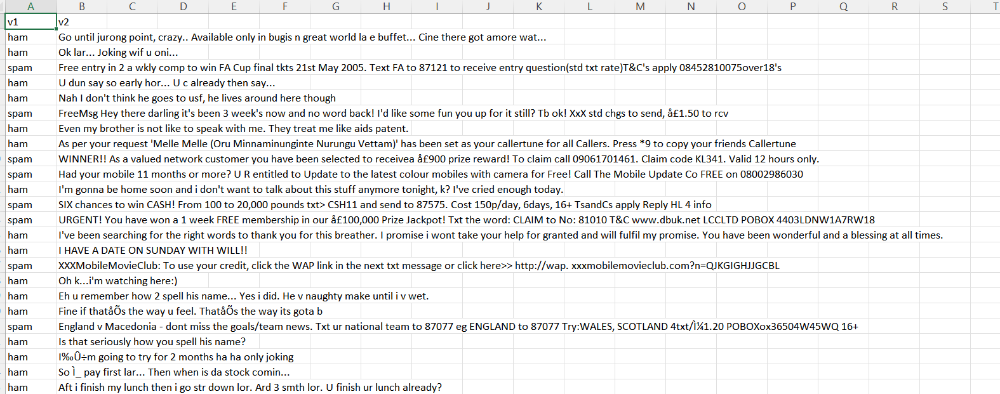 A B C D E F G H I J K L M N O P Q R S T
v1 v2
ham Go until jurong point, crazy.. Available only in bugis n great world la e buffet... Cine there got amore wat...
ham Ok lar... Joking wif u oni...
spam Free entry in 2 a wkly comp to win FA Cup final tkts 21st May 2005. Text FA to 87121 to receive entry question(std txt rate)T&C's apply 08452810075over18's
ham U dun say so early hor... U c already then say...
ham Nah I don't think he goes to usf, he lives around here though
spam FreeMsg Hey there darling it's been 3 week's now and no word back! I'd like some fun you up for it still? Tb ok! XxX std chgs to send, å£1.50 to rcv
ham Even my brother is not like to speak with me. They treat me like aids patent.
ham As per your request 'Melle Melle (Oru Minnaminunginte Nurungu Vettam)' has been set as your callertune for all Callers. Press *9 to copy your friends Callertune
spam WINNER!! As a valued network customer you have been selected to receivea å£900 prize reward! To claim call 09061701461. Claim code KL341. Valid 12 hours only.
spam Had your mobile 11 months or more? U R entitled to Update to the latest colour mobiles with camera for Free! Call The Mobile Update Co FREE on 08002986030
ham I'm gonna be home soon and i don't want to talk about this stuff anymore tonight, k? I've cried enough today.
spam SIX chances to win CASH! From 100 to 20,000 pounds txt> CSH11 and send to 87575. Cost 150p/day, 6days, 16+ TsandCs apply Reply HL 4 info
spam URGENT! You have won a 1 week FREE membership in our å£100,000 Prize Jackpot! Txt the word: CLAIM to No: 81010 T&C www.dbuk.net LCCLTD POBOX 4403LDNW1A7RW18
ham I've been searching for the right words to thank you for this breather. I promise i wont take your help for granted and will fulfil my promise. You have been wonderful and a blessing at all times.
ham I HAVE A DATE ON SUNDAY WITH WILL!!
spam XXXMobileMovieClub: To use your credit, click the WAP link in the next txt message or click here>> http://wap. xxxmobilemovieclub.com?n=QJKGIGHJJGCBL
ham Oh k...i'm watching here:)
ham Eh u remember how 2 spell his name... Yes i did. He v naughty make until i v wet.
ham Fine if thatåÕs the way u feel. ThatåÕs the way its gota b
spam England v Macedonia - dont miss the goals/team news. Txt ur national team to 87077 eg ENGLAND to 87077 Try:WALES, SCOTLAND 4txt/Ì¼1.20 POBOXox36504W45WQ 16+
ham Is that seriously how you spell his name?
ham I‰Û÷m going to try for 2 months ha ha only joking
ham So Ì_ pay first lar... Then when is da stock comin...
ham Aft i finish my lunch then i go str down lor. Ard 3 smth lor. U finish ur lunch already?